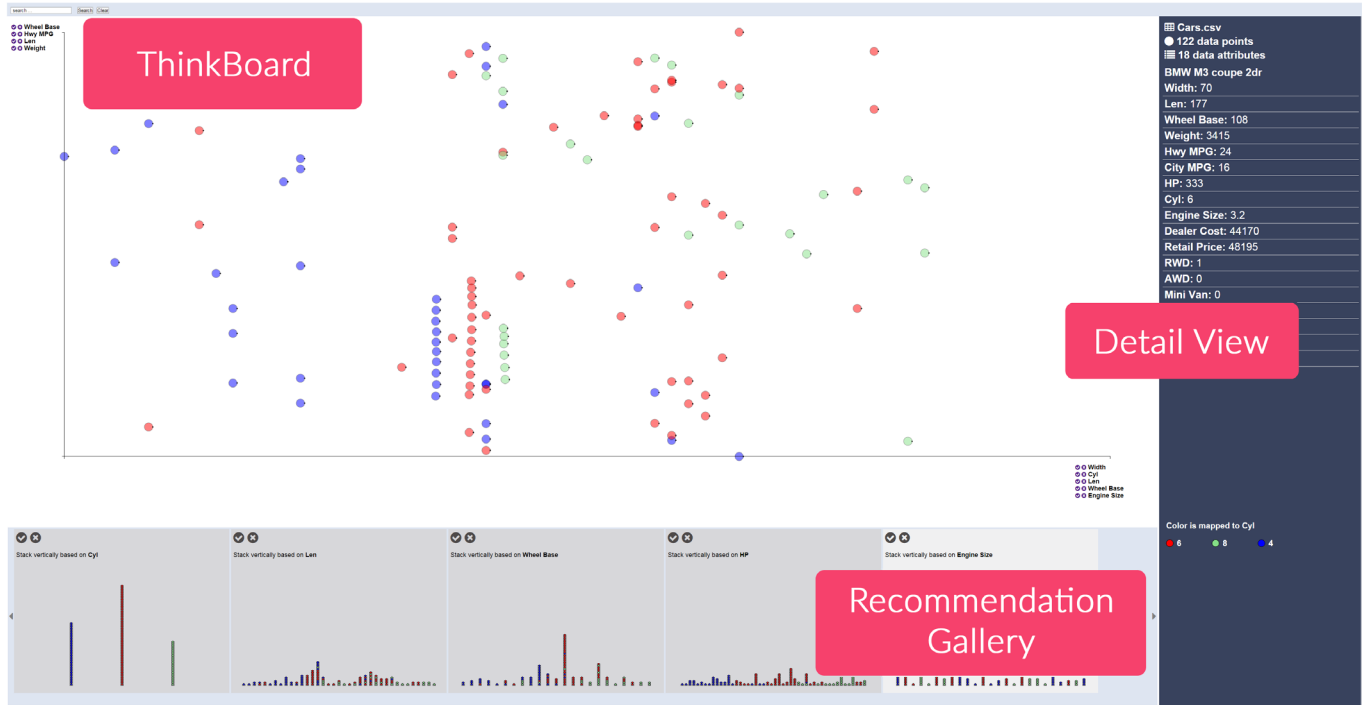 search ...
Search
Clear
Wheel Base
Hwy MPG
Len
Weight
ThinkBoard
Cars.csv
122 data points
18 data attributes
BMW M3 coupe 2dr
Width: 70
Len: 177
Wheel Base: 108
Weight: 3415
Hwy MPG: 24
City MPG: 16
HP: 333
Cyl: 6
Engine Size: 3.2
Dealer Cost: 44170
Retail Price: 48195
RWD: 1
AWD: 0
Mini Van: 0
Detail View
Width
Cyl
Len
Wheel Base
Engine Size
Color is mapped to Cyl
6
8
4
Stack vertically based on Cyl
Stack vertically based on Len
Stack vertically based on Wheel Base
Stack vertically based on HP
Stack vertically based on Engine Size
Recommendation
Gallery